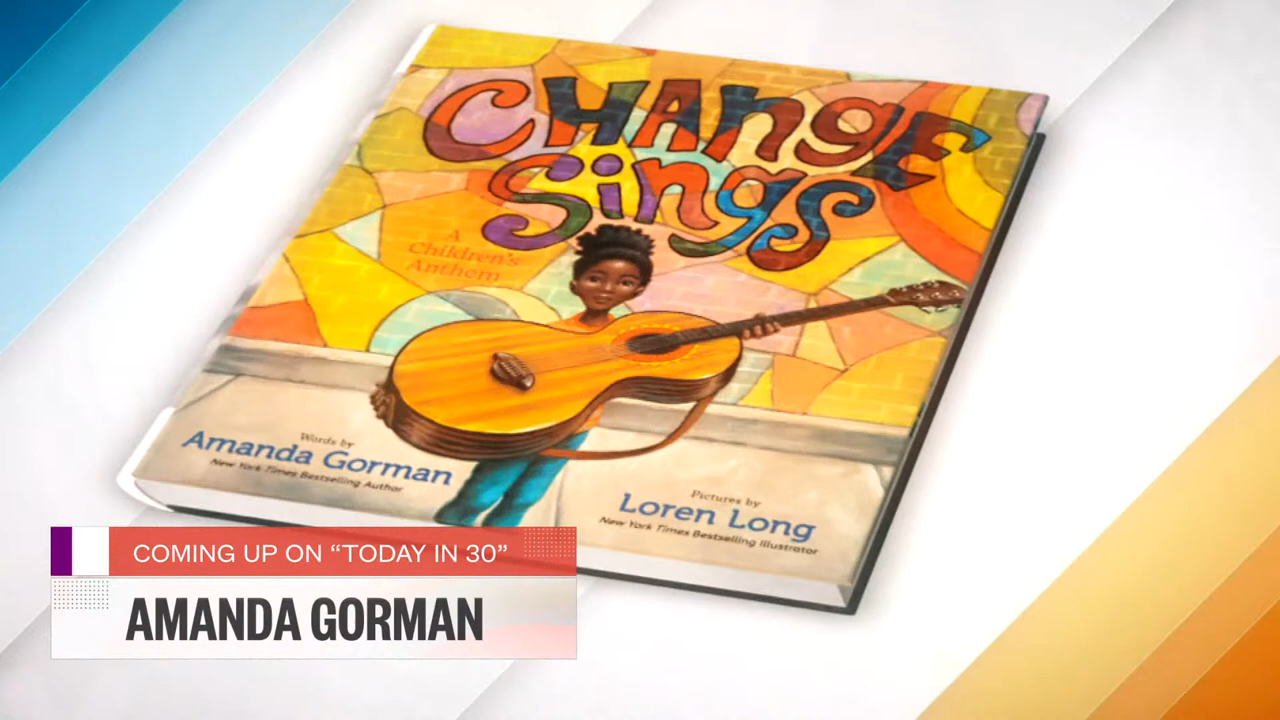 CHANgE
Sings
A
Children's
Anthem
Words by
Amanda Gorman
New York Times Bestselling Author
Pictures by
Loren Long
New York Times Bestselling Illustrator
COMING UP ON “TODAY IN 30”
AMANDA GORMAN